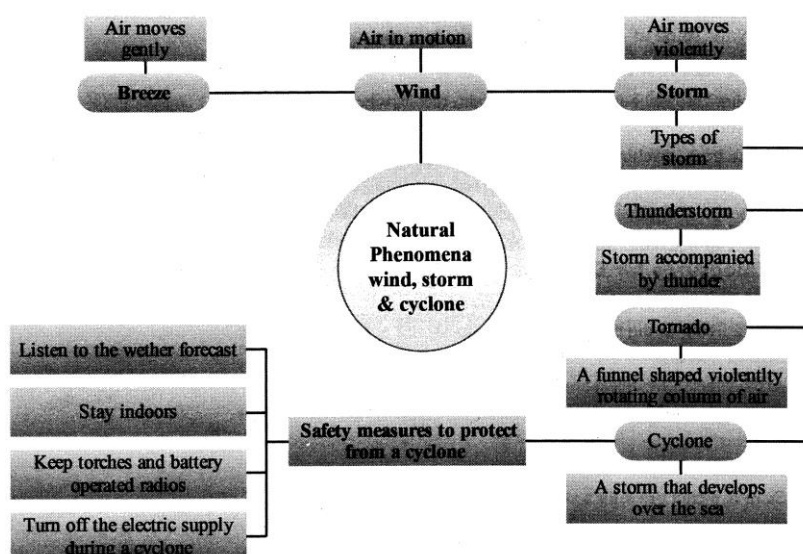 Air moves
gently
Breeze
Air in motion
Wind
Air moves
violently
Storm
Types of
storm
Thunderstorm
Storm accompanied
by thunder
Tornado
A funnel shaped violentlty
rotating column of air
Cyclone
A storm that develops
over the sea
Natural
Phenomena
wind, storm
& cyclone
Safety measures to protect
from a cyclone
Listen to the wether forecast
Stay indoors
Keep torches and battery
operated radios
Turn off the electric supply
during a cyclone